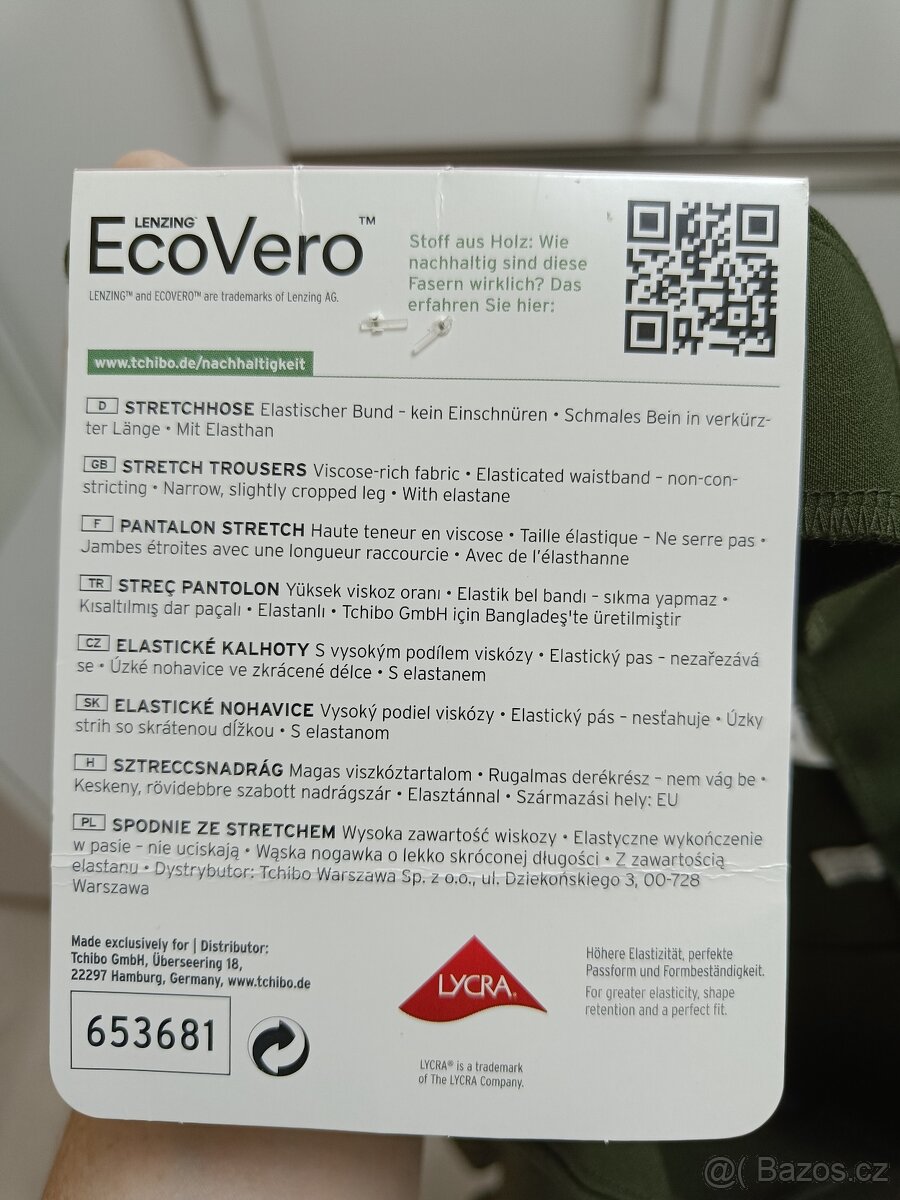 LENZING
EcoVero™
LENZING™ and ECOVERO™ are trademarks of Lenzing AG.
Stoff aus Holz: Wie
nachhaltig sind diese
Fasern wirklich? Das
erfahren Sie hier:
www.tchibo.de/nachhaltigkeit
D STRETCHHOSE Elastischer Bund – kein Einschnüren • Schmales Bein in verkürz-
ter Länge • Mit Elasthan
GB STRETCH TROUSERS Viscose-rich fabric • Elasticated waistband – non-con-
stricting • Narrow, slightly cropped leg • With elastane
F PANTALON STRETCH Haute teneur en viscose • Taille élastique – Ne serre pas •
Jambes étroites avec une longueur raccourcie • Avec de l'élasthanne
TR STREÇ PANTOLON Yüksek viskoz oranı • Elastik bel bandı – sıkma yapmaz •
Kısaltılmış dar paçalı • Elastanlı • Tchibo GmbH için Bangladeş'te üretilmiştir
CZ ELASTICKÉ KALHOTY S vysokým podílem viskózy • Elastický pas – nezařezává
se • Úzké nohavice ve zkrácené délce • S elastanem
SK ELASTICKÉ NOHAVICE Vysoký podiel viskózy • Elastický pás – nesťahuje • Úzky
strih so skrátenou dĺžkou • S elastanom
H SZTRECCSNADRÁG Magas viszkóztartalom • Rugalmas derékrész – nem vág be •
Keskeny, rövidebbre szabott nadrágszár • Elasztánnal • Származási hely: EU
PL SPODNIE ZE STRETCHEM Wysoka zawartość wiskozy • Elastyczne wykończenie
w pasie – nie uciskają • Wąska nogawka o lekko skróconej długości • Z zawartością
elastanu • Dystrybutor: Tchibo Warszawa Sp. z o.o., ul. Dziekońskiego 3, 00-728
Warszawa
Made exclusively for | Distributor:
Tchibo GmbH, Überseering 18,
22297 Hamburg, Germany, www.tchibo.de
653681
LYCRA®
LYCRA® is a trademark
of The LYCRA Company.
Höhere Elastizität, perfekte
Passform und Formbeständigkeit.
For greater elasticity, shape
retention and a perfect fit.
@( Bazos.cz